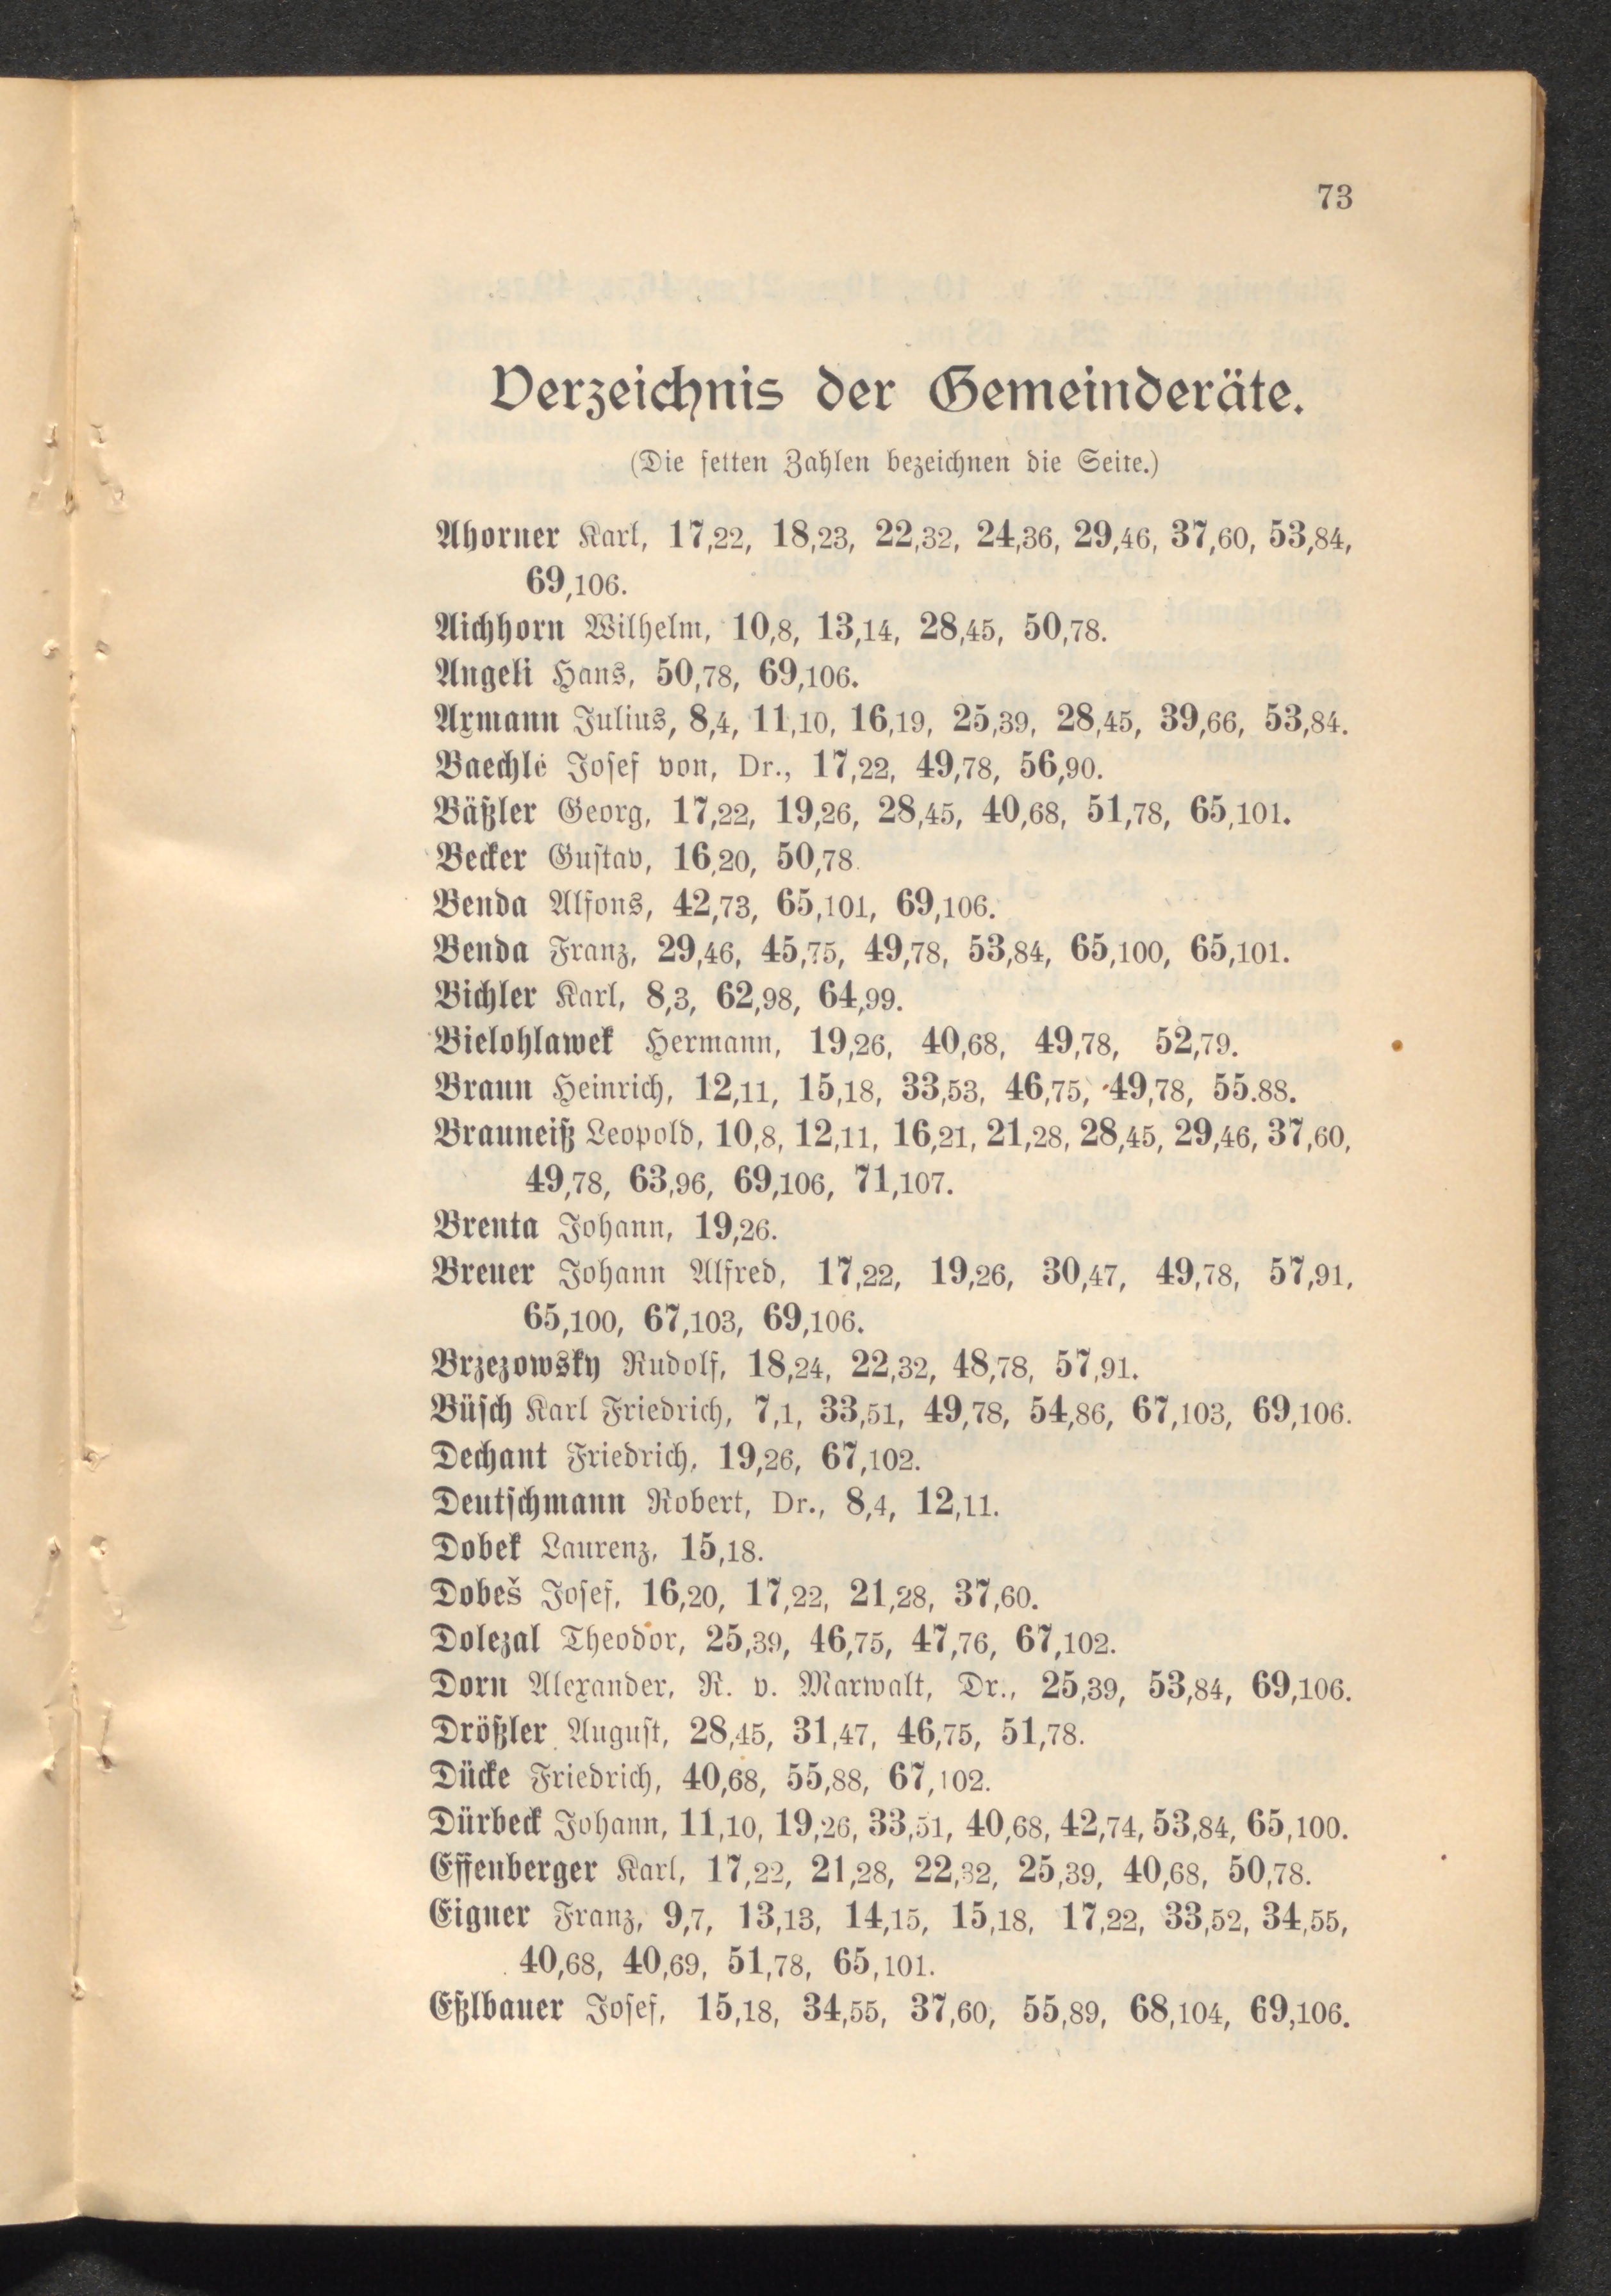 73
Verzeichnis der Gemeinderäte.
(Die fetten Zahlen bezeichnen die Seite.)
Ahorner Karl, 17,22, 18,23, 22,32, 24,36, 29,46, 37,60, 53,84,
69,106.
Aichhorn Wilhelm, 10,8, 13,14, 28,45, 50,78.
Angeli Hans, 50,78, 69,106.
Axmann Julius, 8,4, 11,10, 16,19, 25,39, 28,45, 39,66, 53,84.
Baechlé Josef von, Dr., 17,22, 49,78, 56,90.
Bäßler Georg, 17,22, 19,26, 28,45, 40,68, 51,78, 65,101.
Becker Gustav, 16,20, 50,78.
Benda Alfons, 42,73, 65,101, 69,106.
Benda Franz, 29,46, 45,75, 49,78, 53,84, 65,100, 65,101.
Bichler Karl, 8,3, 62,98, 64,99.
Bielohlawek Hermann, 19,26, 40,68, 49,78, 52,79.
Braun Heinrich, 12,11, 15,18, 33,53, 46,75, 49,78, 55.88.
Brauneiß Leopold, 10,8, 12,11, 16,21, 21,28, 28,45, 29,46, 37,60,
49,78, 63,96, 69,106, 71,107.
Brenta Johann, 19,26.
Breuer Johann Alfred, 17,22, 19,26, 30,47, 49,78, 57,91,
65,100, 67,103, 69,106.
Brzezowsky Rudolf, 18,24, 22,32, 48,78, 57,91.
Büsch Karl Friedrich, 7,1, 33,51, 49,78, 54,86, 67,103, 69,106.
Dechant Friedrich, 19,26, 67,102.
Deutschmann Robert, Dr., 8,4, 12,11.
Dobek Laurenz, 15,18.
Dobeš Josef, 16,20, 17,22, 21,28, 37,60.
Dolezal Theodor, 25,39, 46,75, 47,76, 67,102.
Dorn Alexander, R. v. Marwalt, Dr., 25,39, 53,84, 69,106.
Drößler August, 28,45, 31,47, 46,75, 51,78.
Dücke Friedrich, 40,68, 55,88, 67,102.
Dürbeck Johann, 11,10, 19,26, 33,51, 40,68, 42,74, 53,84, 65,100.
Effenberger Karl, 17,22, 21,28, 22,32, 25,39, 40,68, 50,78.
Eigner Franz, 9,7, 13,13, 14,15, 15,18, 17,22, 33,52, 34,55,
40,68, 40,69, 51,78, 65,101.
Eßlbauer Josef, 15,18, 34,55, 37,60, 55,89, 68,104, 69,106.